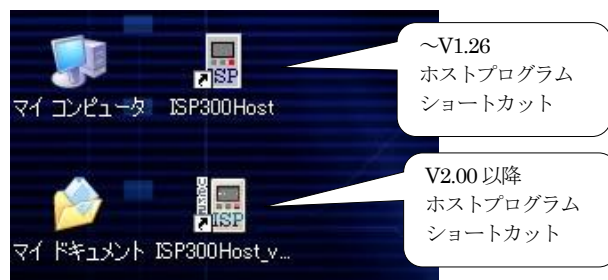 ～V1.26
ホストプログラム
ショートカット
ISP
マイ コンピュータ
ISP300Host
V2.00 以降
ホストプログラム
ショートカット
ISP
マイ ドキュメント
ISP300Host_v...